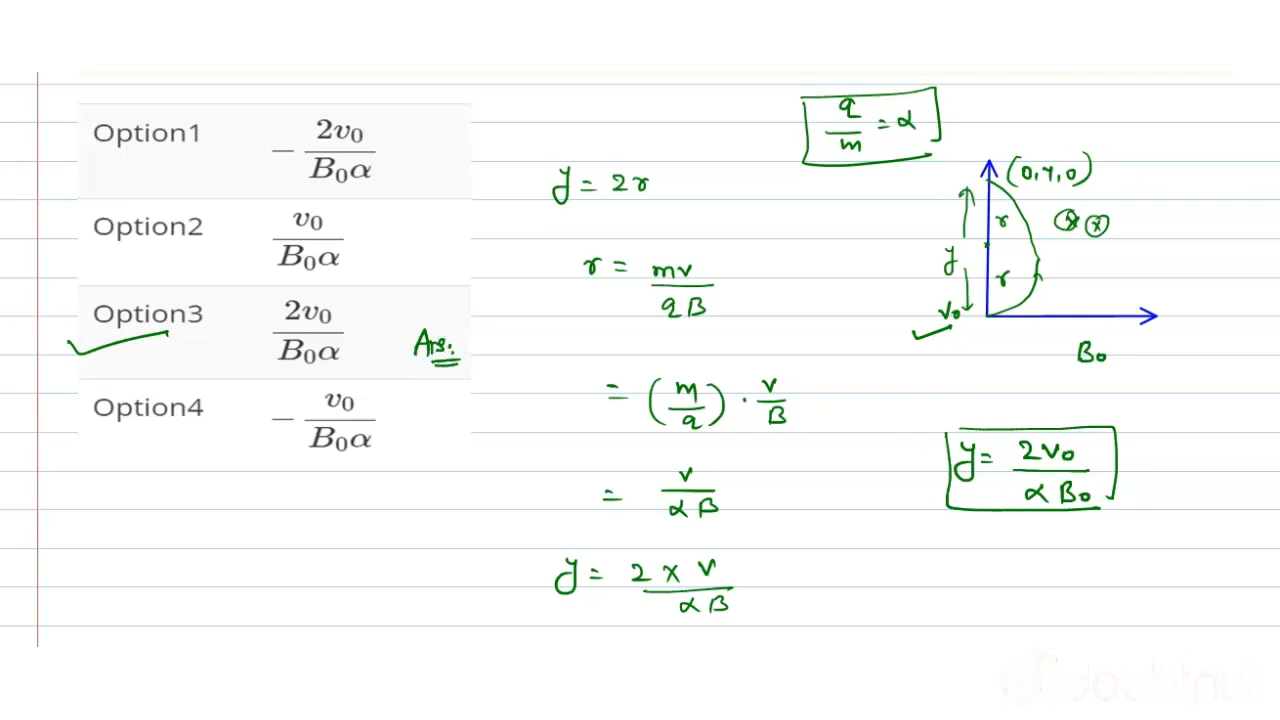 Option1 − 2v₀/B₀α
Option2 v₀/B₀α
Option3 2v₀/B₀α Ans.
Option4 − v₀/B₀α
q/m = α
y = 2r
r = mv/qB
= (m/q) · v/B
= v/αB
y = 2 × v/αB
(0, y, 0)
r
y
r
v₀
B₀
y = 2v₀/αB₀